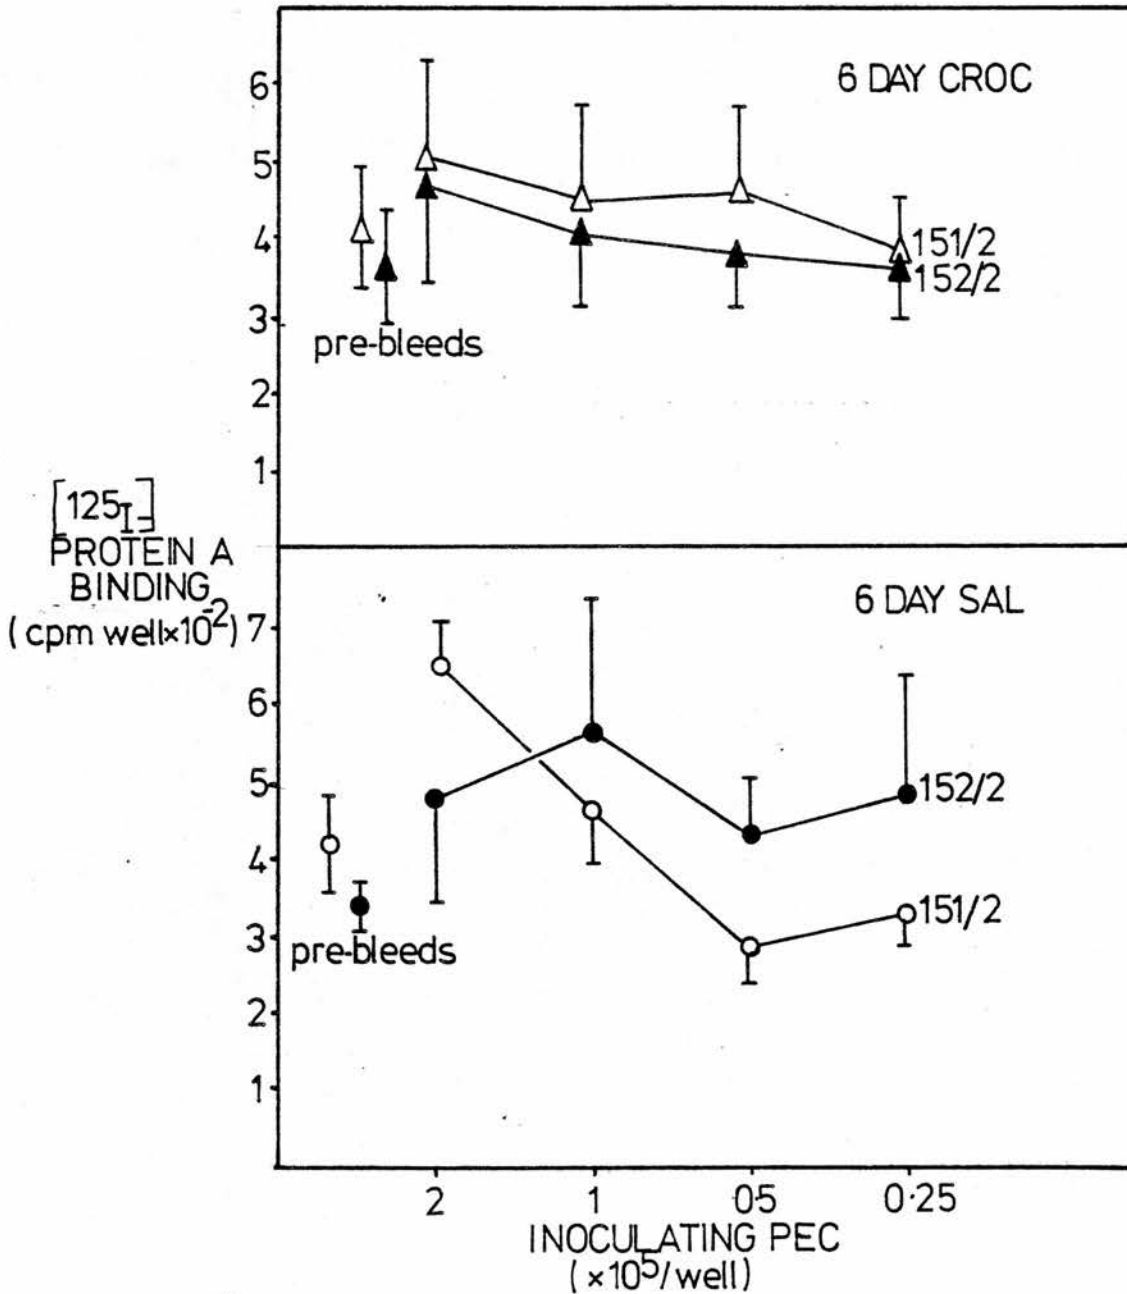 6 DAY CROC
6
5
4
3
2
1
151/2
152/2
pre-bleeds
[125I]
PROTEIN A
BINDING
(cpm well×10-2)
6 DAY SAL
7
6
5
4
3
2
1
152/2
151/2
pre-bleeds
2 1 05 0·25
INOCULATING PEC
(×105/well)